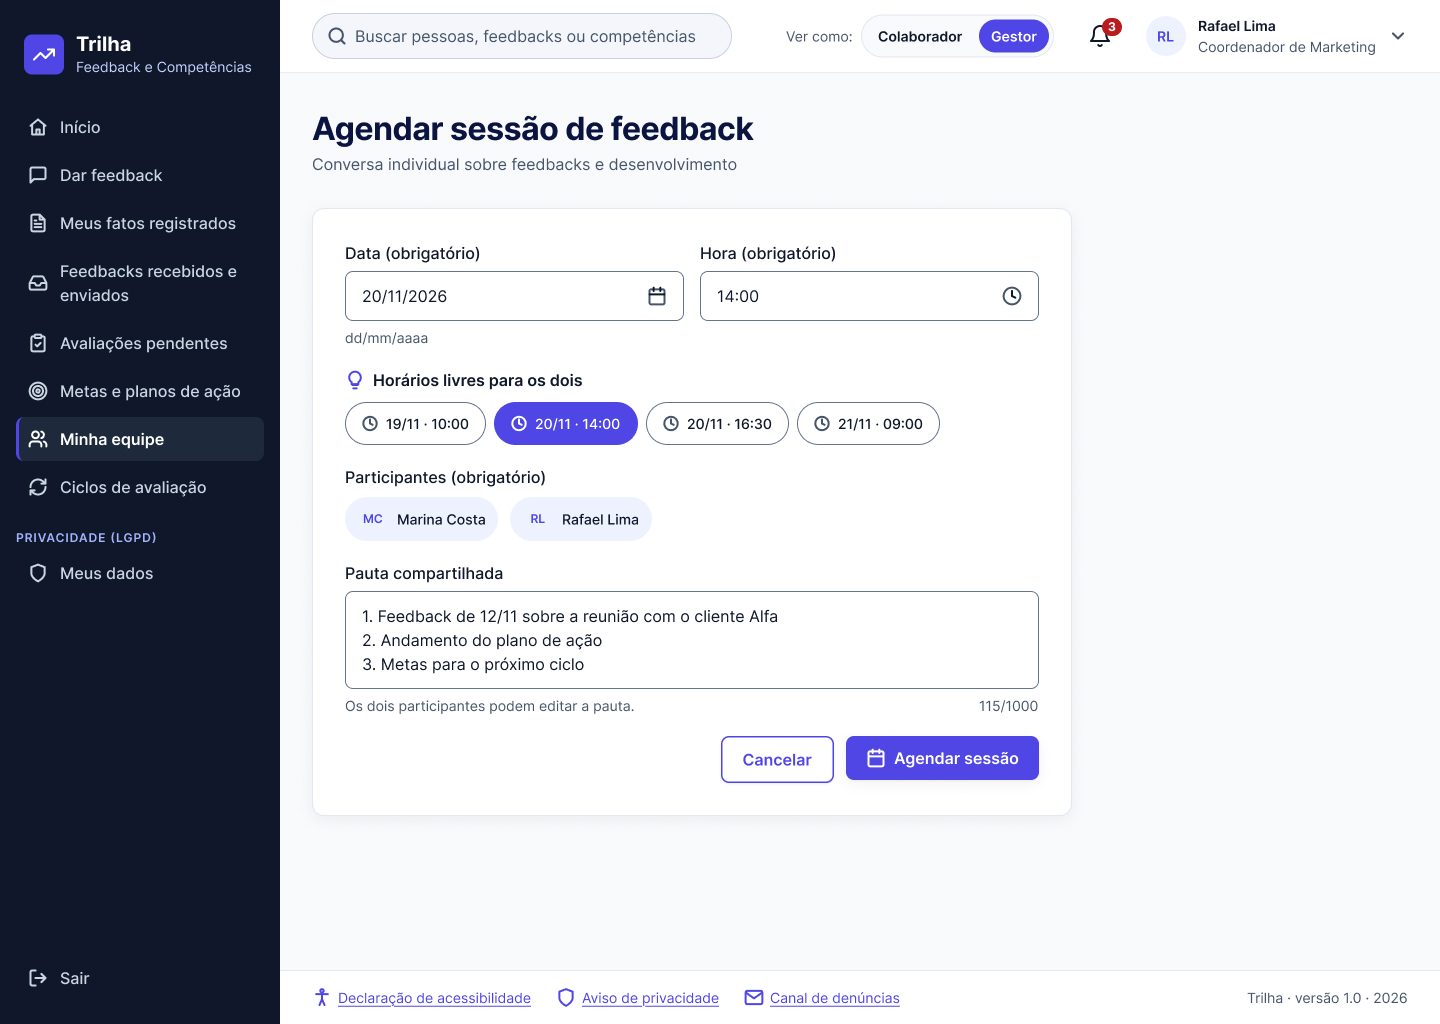 Trilha
Feedback e Competências
Início
Dar feedback
Meus fatos registrados
Feedbacks recebidos e
enviados
Avaliações pendentes
Metas e planos de ação
Minha equipe
Ciclos de avaliação
PRIVACIDADE (LGPD)
Meus dados
Sair
Buscar pessoas, feedbacks ou competências
Ver como:
Colaborador
Gestor
3
RL
Rafael Lima
Coordenador de Marketing
Agendar sessão de feedback
Conversa individual sobre feedbacks e desenvolvimento
Data (obrigatório)
Hora (obrigatório)
20/11/2026
14:00
dd/mm/aaaa
Horários livres para os dois
19/11 · 10:00
20/11 · 14:00
20/11 · 16:30
21/11 · 09:00
Participantes (obrigatório)
MC Marina Costa
RL Rafael Lima
Pauta compartilhada
1. Feedback de 12/11 sobre a reunião com o cliente Alfa
2. Andamento do plano de ação
3. Metas para o próximo ciclo
Os dois participantes podem editar a pauta.
115/1000
Cancelar
Agendar sessão
Declaração de acessibilidade
Aviso de privacidade
Canal de denúncias
Trilha · versão 1.0 · 2026